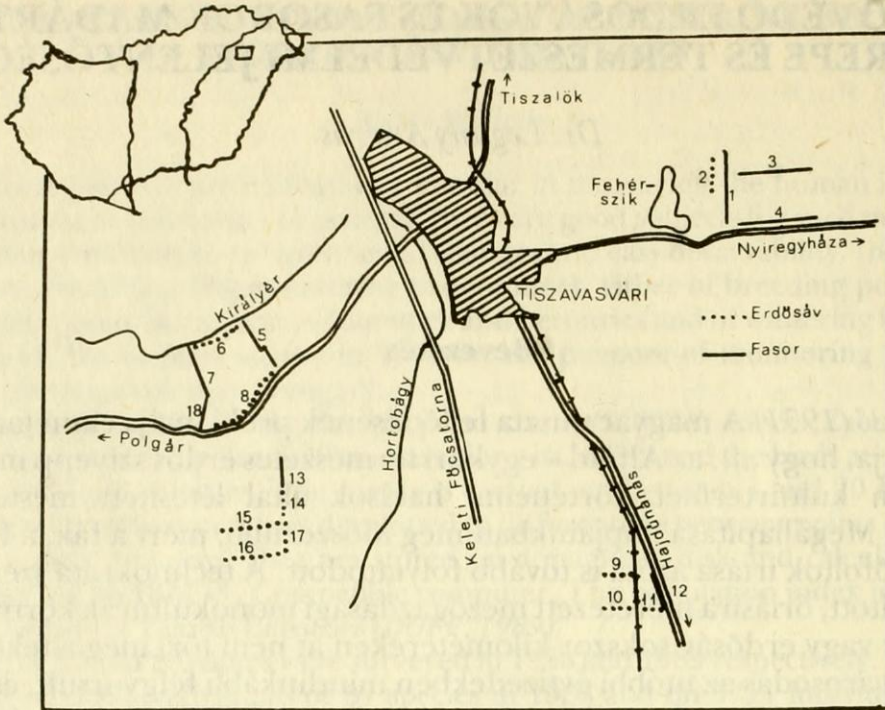 Tiszalök
Fehér-
szik
2
1
3
4
Nyiregyháza→
TISZAVASVÁRI
Erdősáv
Fasor
Királyér
6
5
7
8
18
← Polgár
Hortobágy
Keleti Főcsatorna
Hajdúnánás
13
14
15
16
17
9
10
11
12